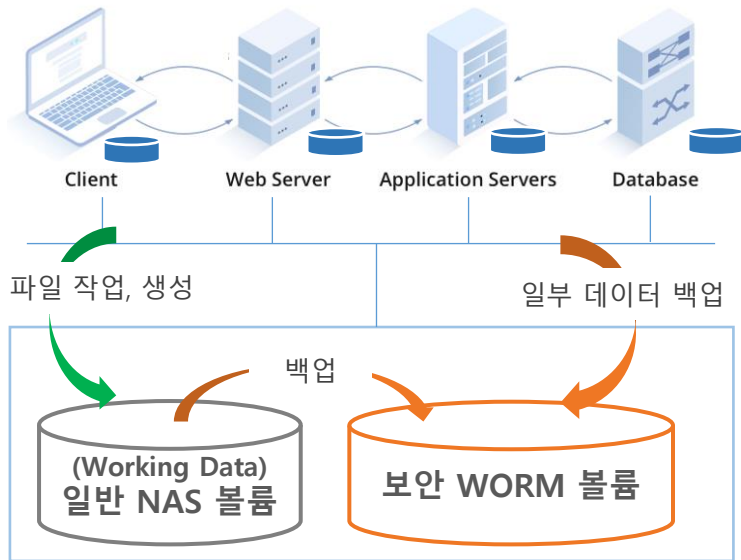 Client
Web Server
Application Servers
Database
파일 작업, 생성
일부 데이터 백업
백업
(Working Data)
일반 NAS 볼륨
보안 WORM 볼륨